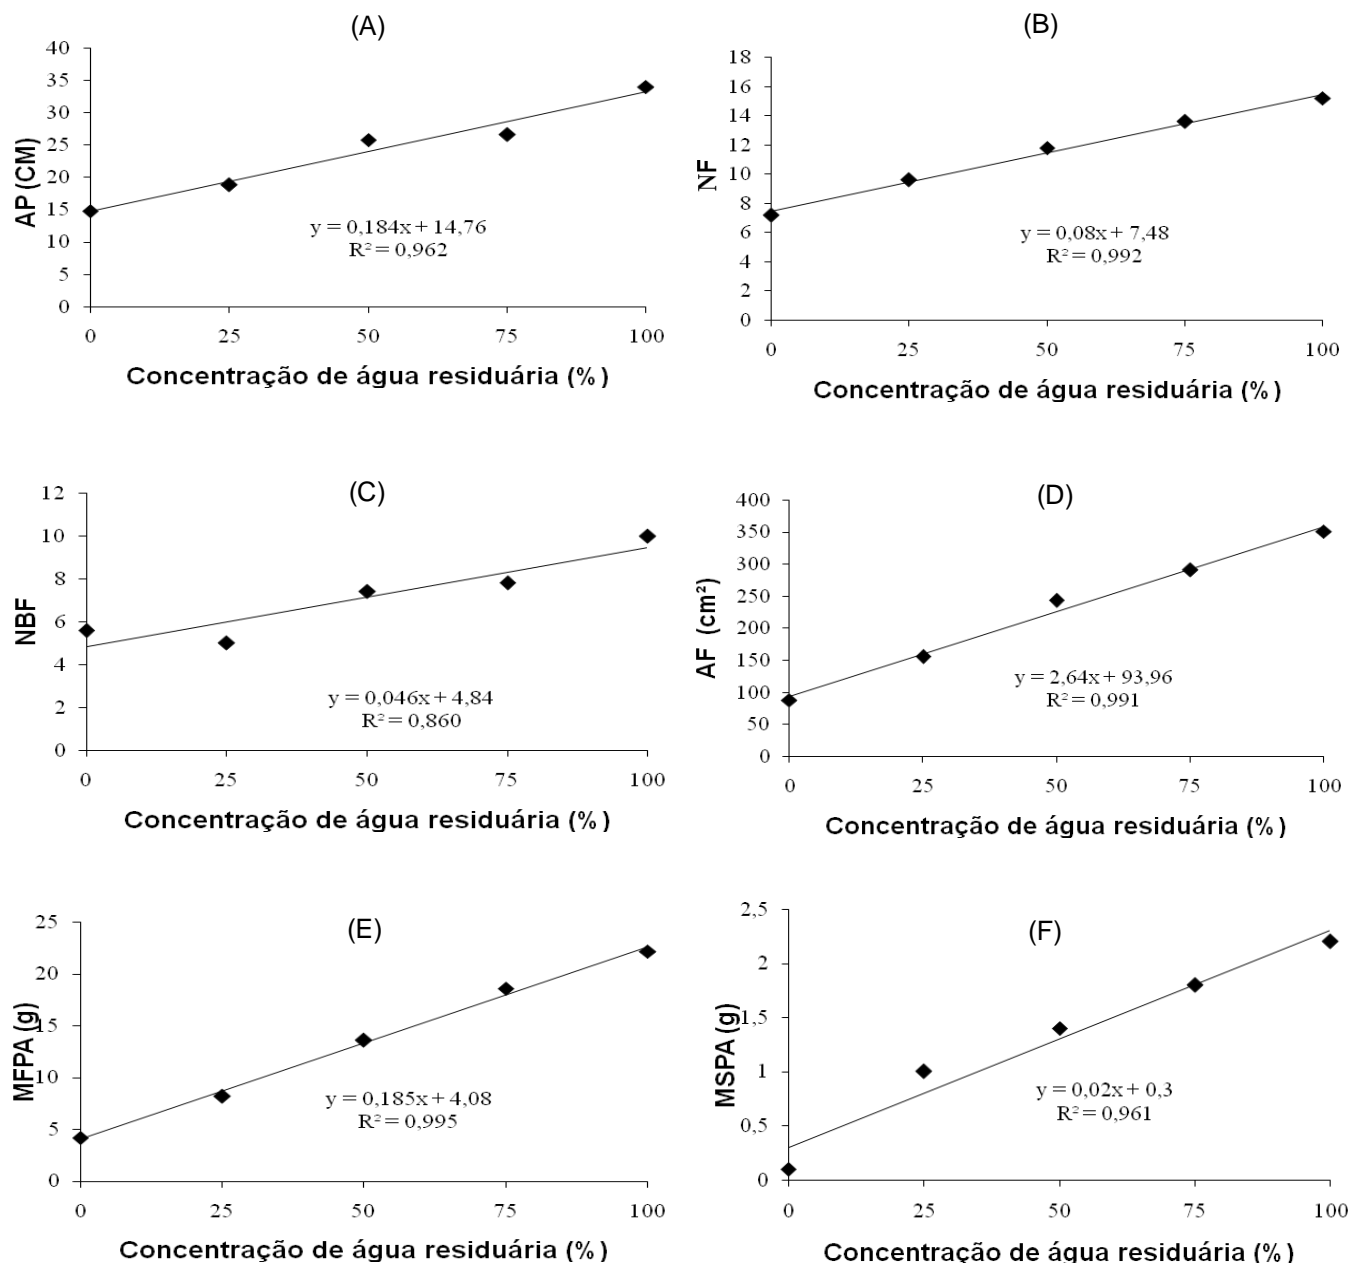 (A)
40
35
30
25
20
15
10
5
0
AP (CM)
y = 0,184x + 14,76
R² = 0,962
0 25 50 75 100
Concentração de água residuária (%)
(B)
18
16
14
12
10
8
6
4
2
0
NF
y = 0,08x + 7,48
R² = 0,992
0 25 50 75 100
Concentração de água residuária (%)
(C)
12
10
8
6
4
2
0
NBF
y = 0,046x + 4,84
R² = 0,860
0 25 50 75 100
Concentração de água residuária (%)
(D)
400
350
300
250
200
150
100
50
0
AF (cm²)
y = 2,64x + 93,96
R² = 0,991
0 25 50 75 100
Concentração de água residuária (%)
(E)
25
20
15
10
5
0
MFPA (g)
y = 0,185x + 4,08
R² = 0,995
0 25 50 75 100
Concentração de água residuária (%)
(F)
2,5
2
1,5
1
0,5
0
MSPA (g)
y = 0,02x + 0,3
R² = 0,961
0 25 50 75 100
Concentração de água residuária (%)